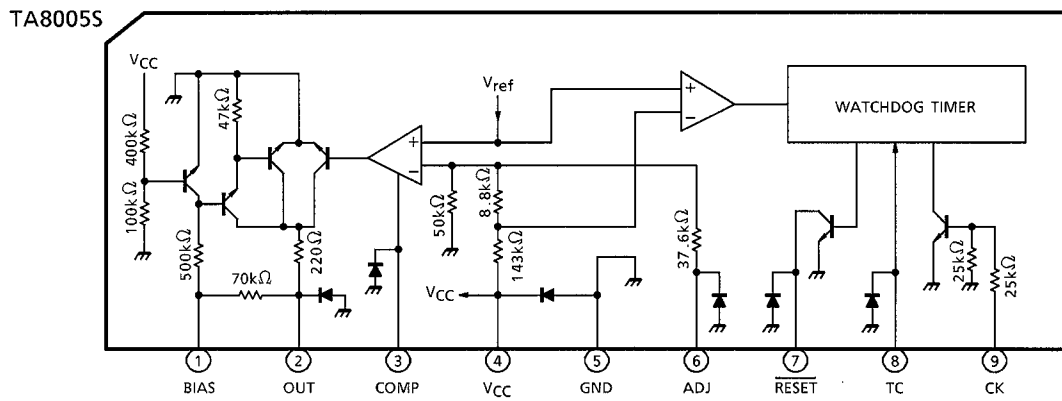 TA8005S
VCC
Vref
WATCHDOG TIMER
47kΩ
400kΩ
100kΩ
500kΩ
70kΩ
220Ω
50kΩ
8.8kΩ
143kΩ
37.6kΩ
25kΩ
25kΩ
+
−
+
−
VCC
1
2
3
4
5
6
7
8
9
BIAS
OUT
COMP
VCC
GND
ADJ
RESET
TC
CK